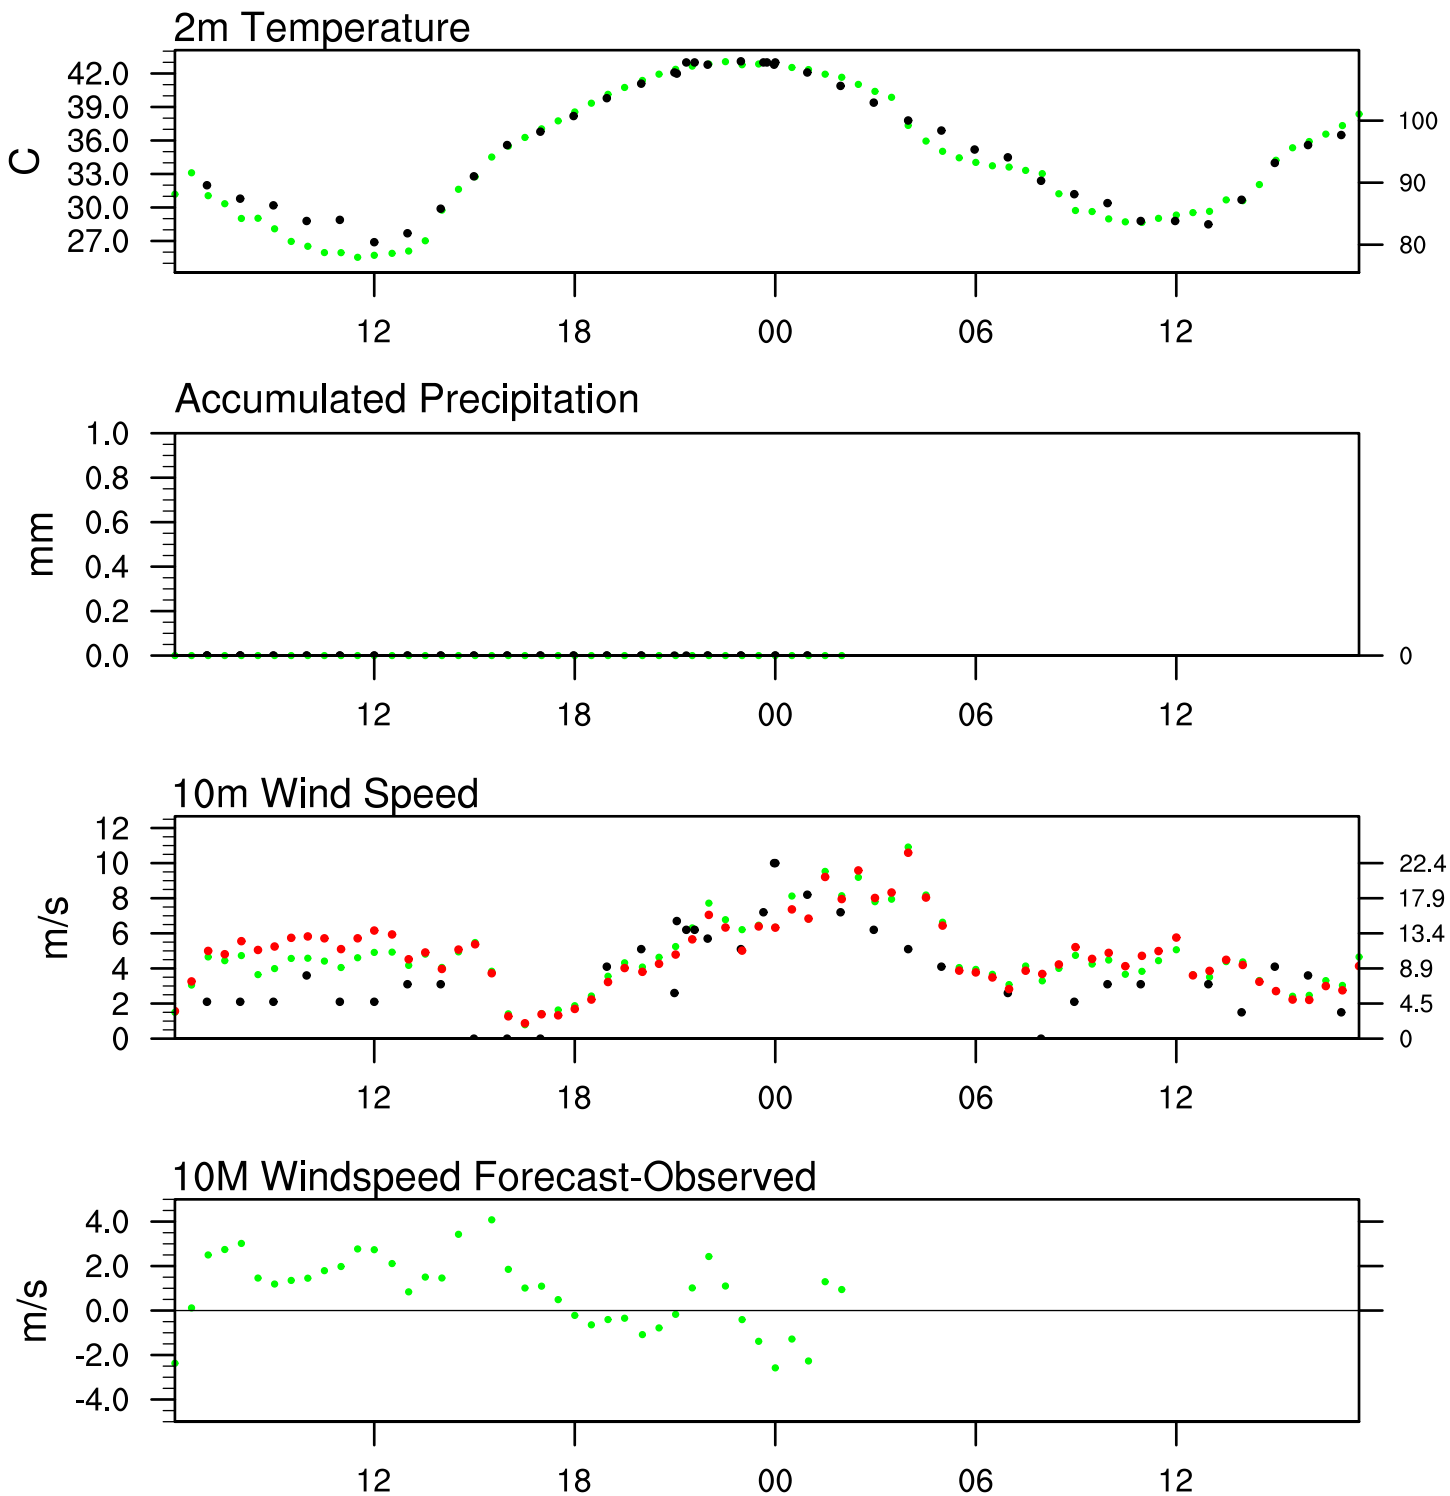 2m Temperature
42.0
39.0
36.0
33.0
30.0
27.0
C
100
90
80
12 18 00 06 12
Accumulated Precipitation
1.0
0.8
0.6
0.4
0.2
0.0
mm
0
12 18 00 06 12
10m Wind Speed
12
10
8
6
4
2
0
m/s
22.4
17.9
13.4
8.9
4.5
0
12 18 00 06 12
10M Windspeed Forecast-Observed
4.0
2.0
0.0
-2.0
-4.0
m/s
12 18 00 06 12